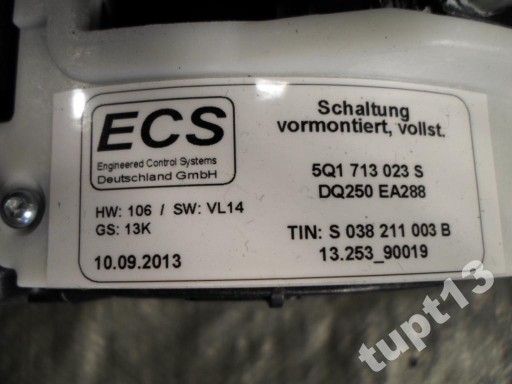 ECS
Engineered Control Systems
Deutschland GmbH
HW: 106 / SW: VL14
GS: 13K
10.09.2013
Schaltung
vormontiert, vollst.
5Q1 713 023 S
DQ250 EA288
TIN: S 038 211 003 B
13.253_90019
tupt13